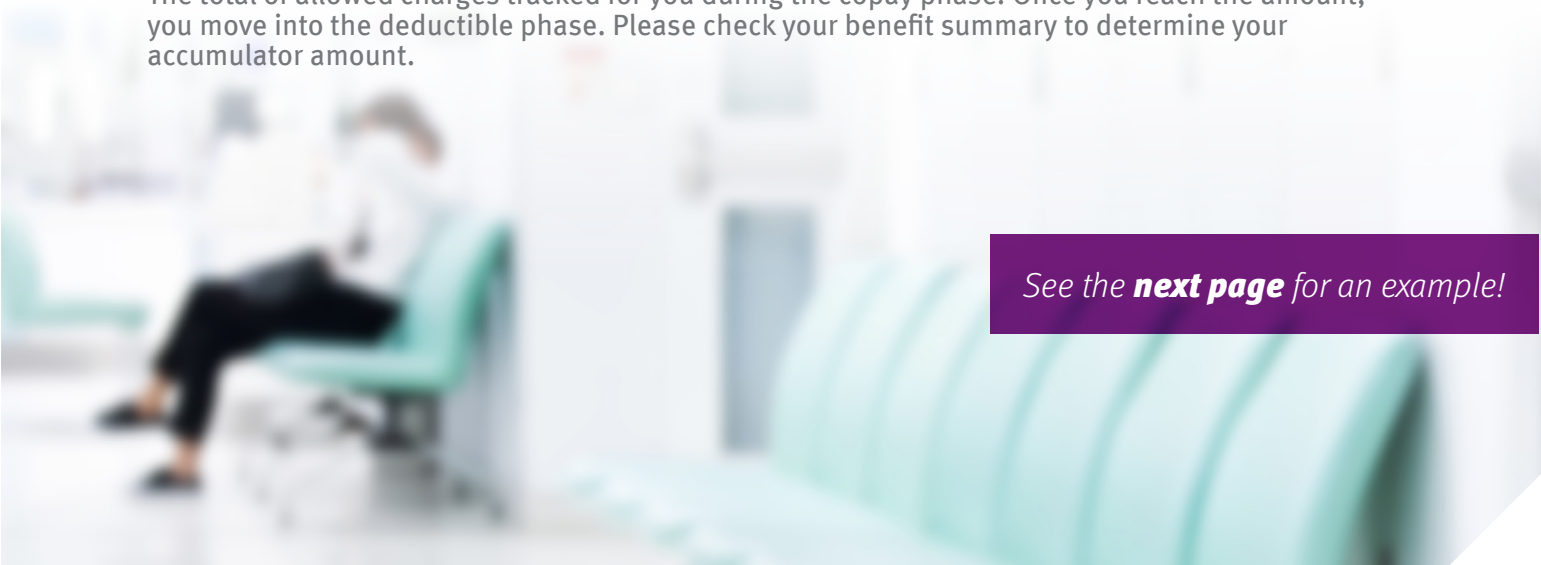 The total of allowed charges tracked for you during the copay phase. Once you reach the amount,
you move into the deductible phase. Please check your benefit summary to determine your
accumulator amount.
See the next page for an example!